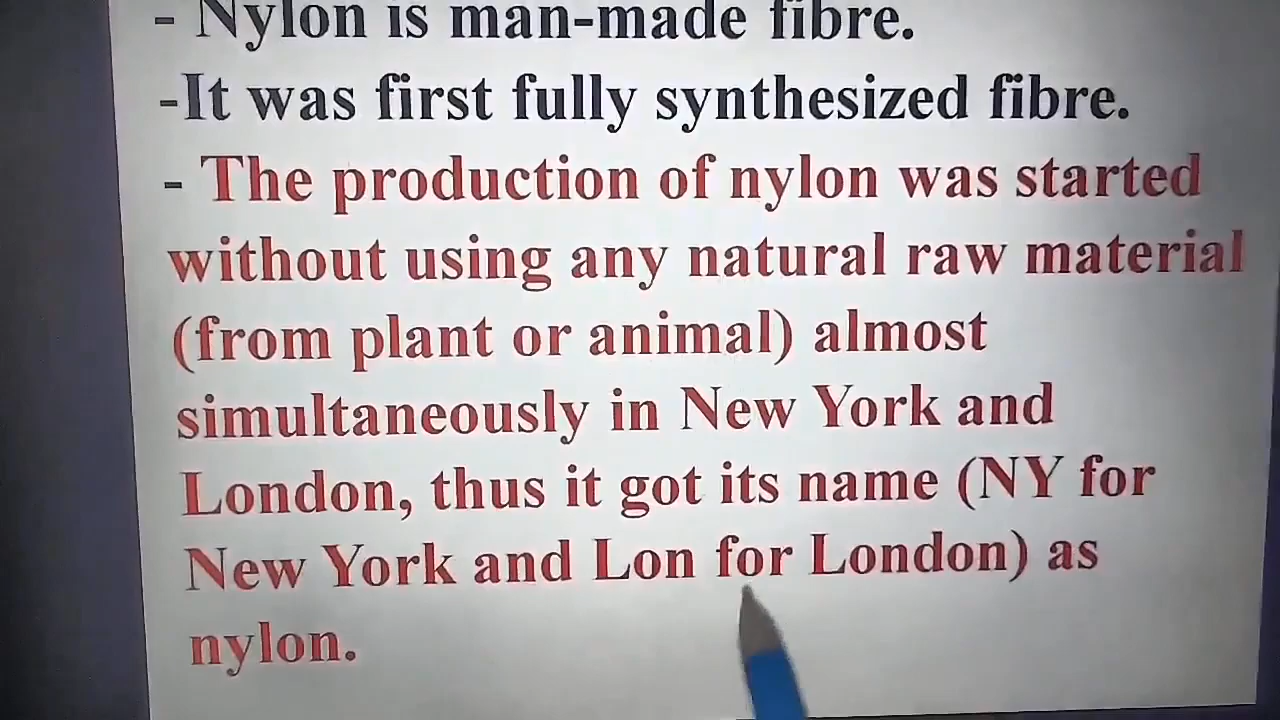 - Nylon is man-made fibre.
-It was first fully synthesized fibre.
- The production of nylon was started
without using any natural raw material
(from plant or animal) almost
simultaneously in New York and
London, thus it got its name (NY for
New York and Lon for London) as
nylon.